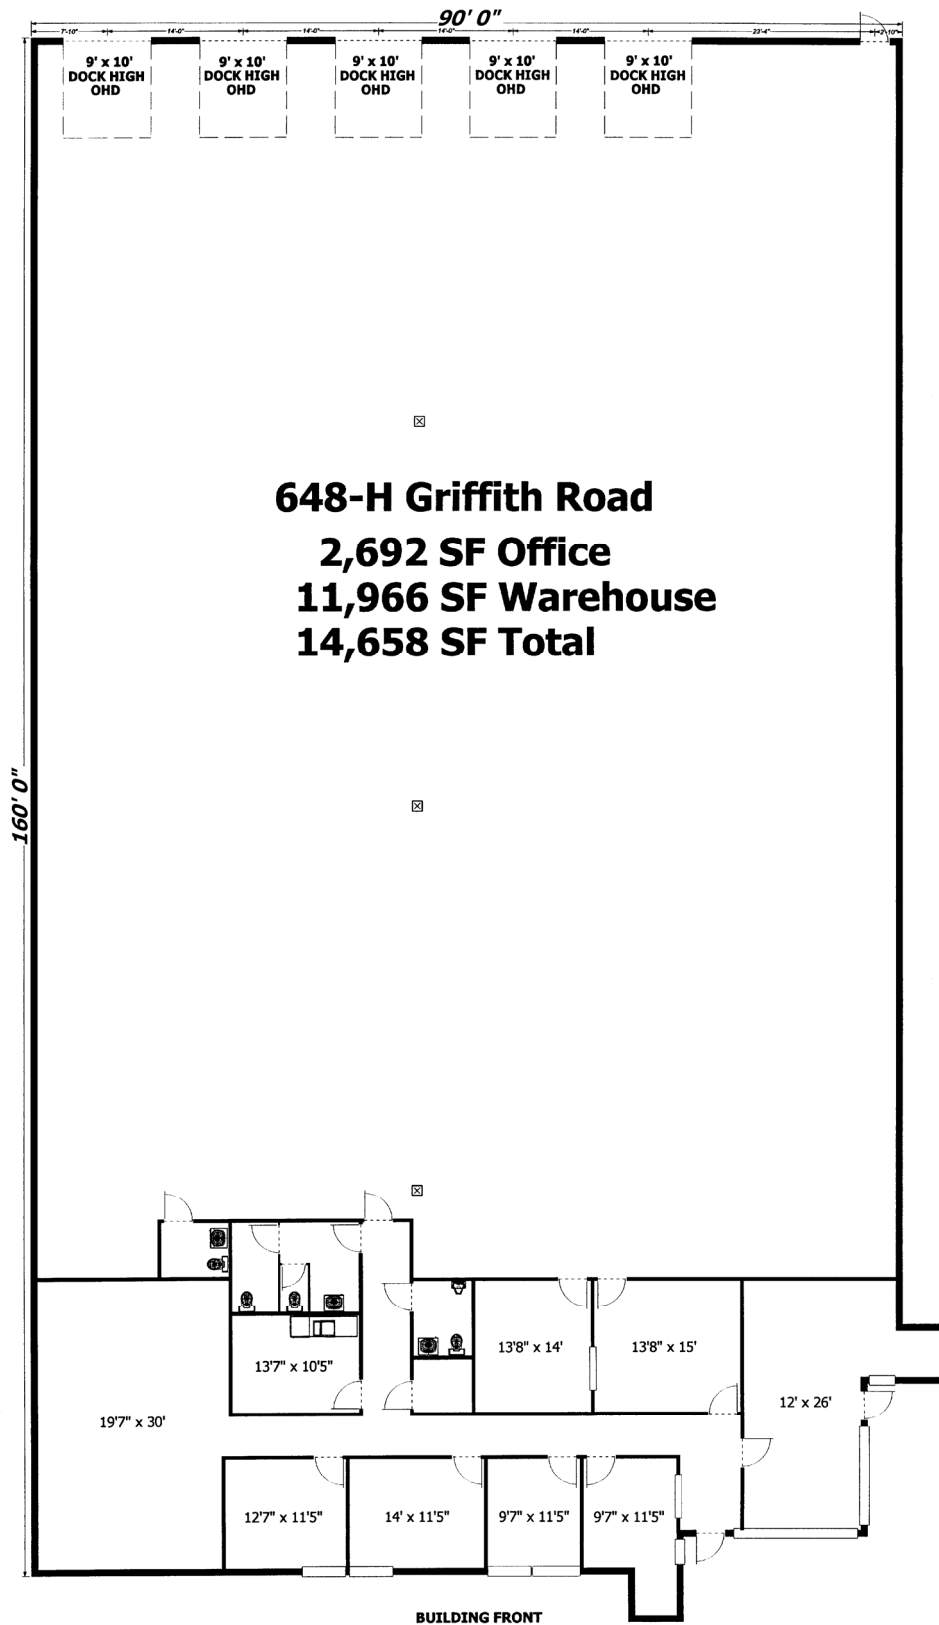 90' 0"
7'-10" 14'-0" 14'-0" 14'-0" 14'-0" 23'-4" 2'-10"
9' x 10' 9' x 10' 9' x 10' 9' x 10' 9' x 10'
DOCK HIGH DOCK HIGH DOCK HIGH DOCK HIGH DOCK HIGH
OHD OHD OHD OHD OHD
648-H Griffith Road
2,692 SF Office
11,966 SF Warehouse
14,658 SF Total
160' 0"
13'8" x 14' 13'8" x 15'
13'7" x 10'5"
12' x 26'
19'7" x 30'
12'7" x 11'5" 14' x 11'5" 9'7" x 11'5" 9'7" x 11'5"
BUILDING FRONT